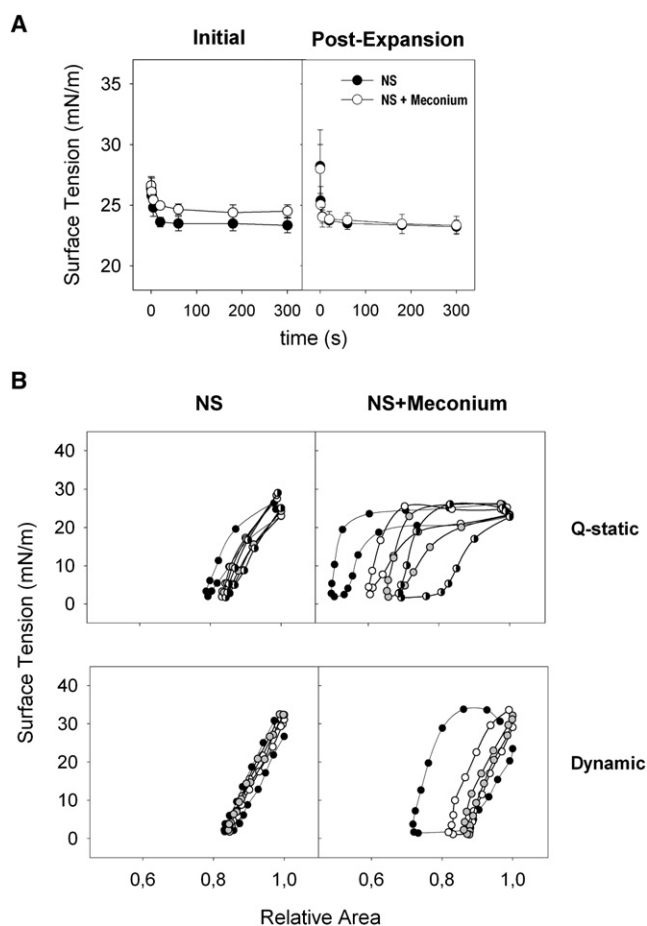 A
Initial
Post-Expansion
NS
NS + Meconium
Surface Tension (mN/m)
35
30
25
20
0
100
200
300
0
100
200
300
time (s)
B
NS
NS+Meconium
Surface Tension (mN/m)
40
30
20
10
0
Q-static
40
30
20
10
0
Dynamic
0,6
0,8
1,0
0,6
0,8
1,0
Relative Area